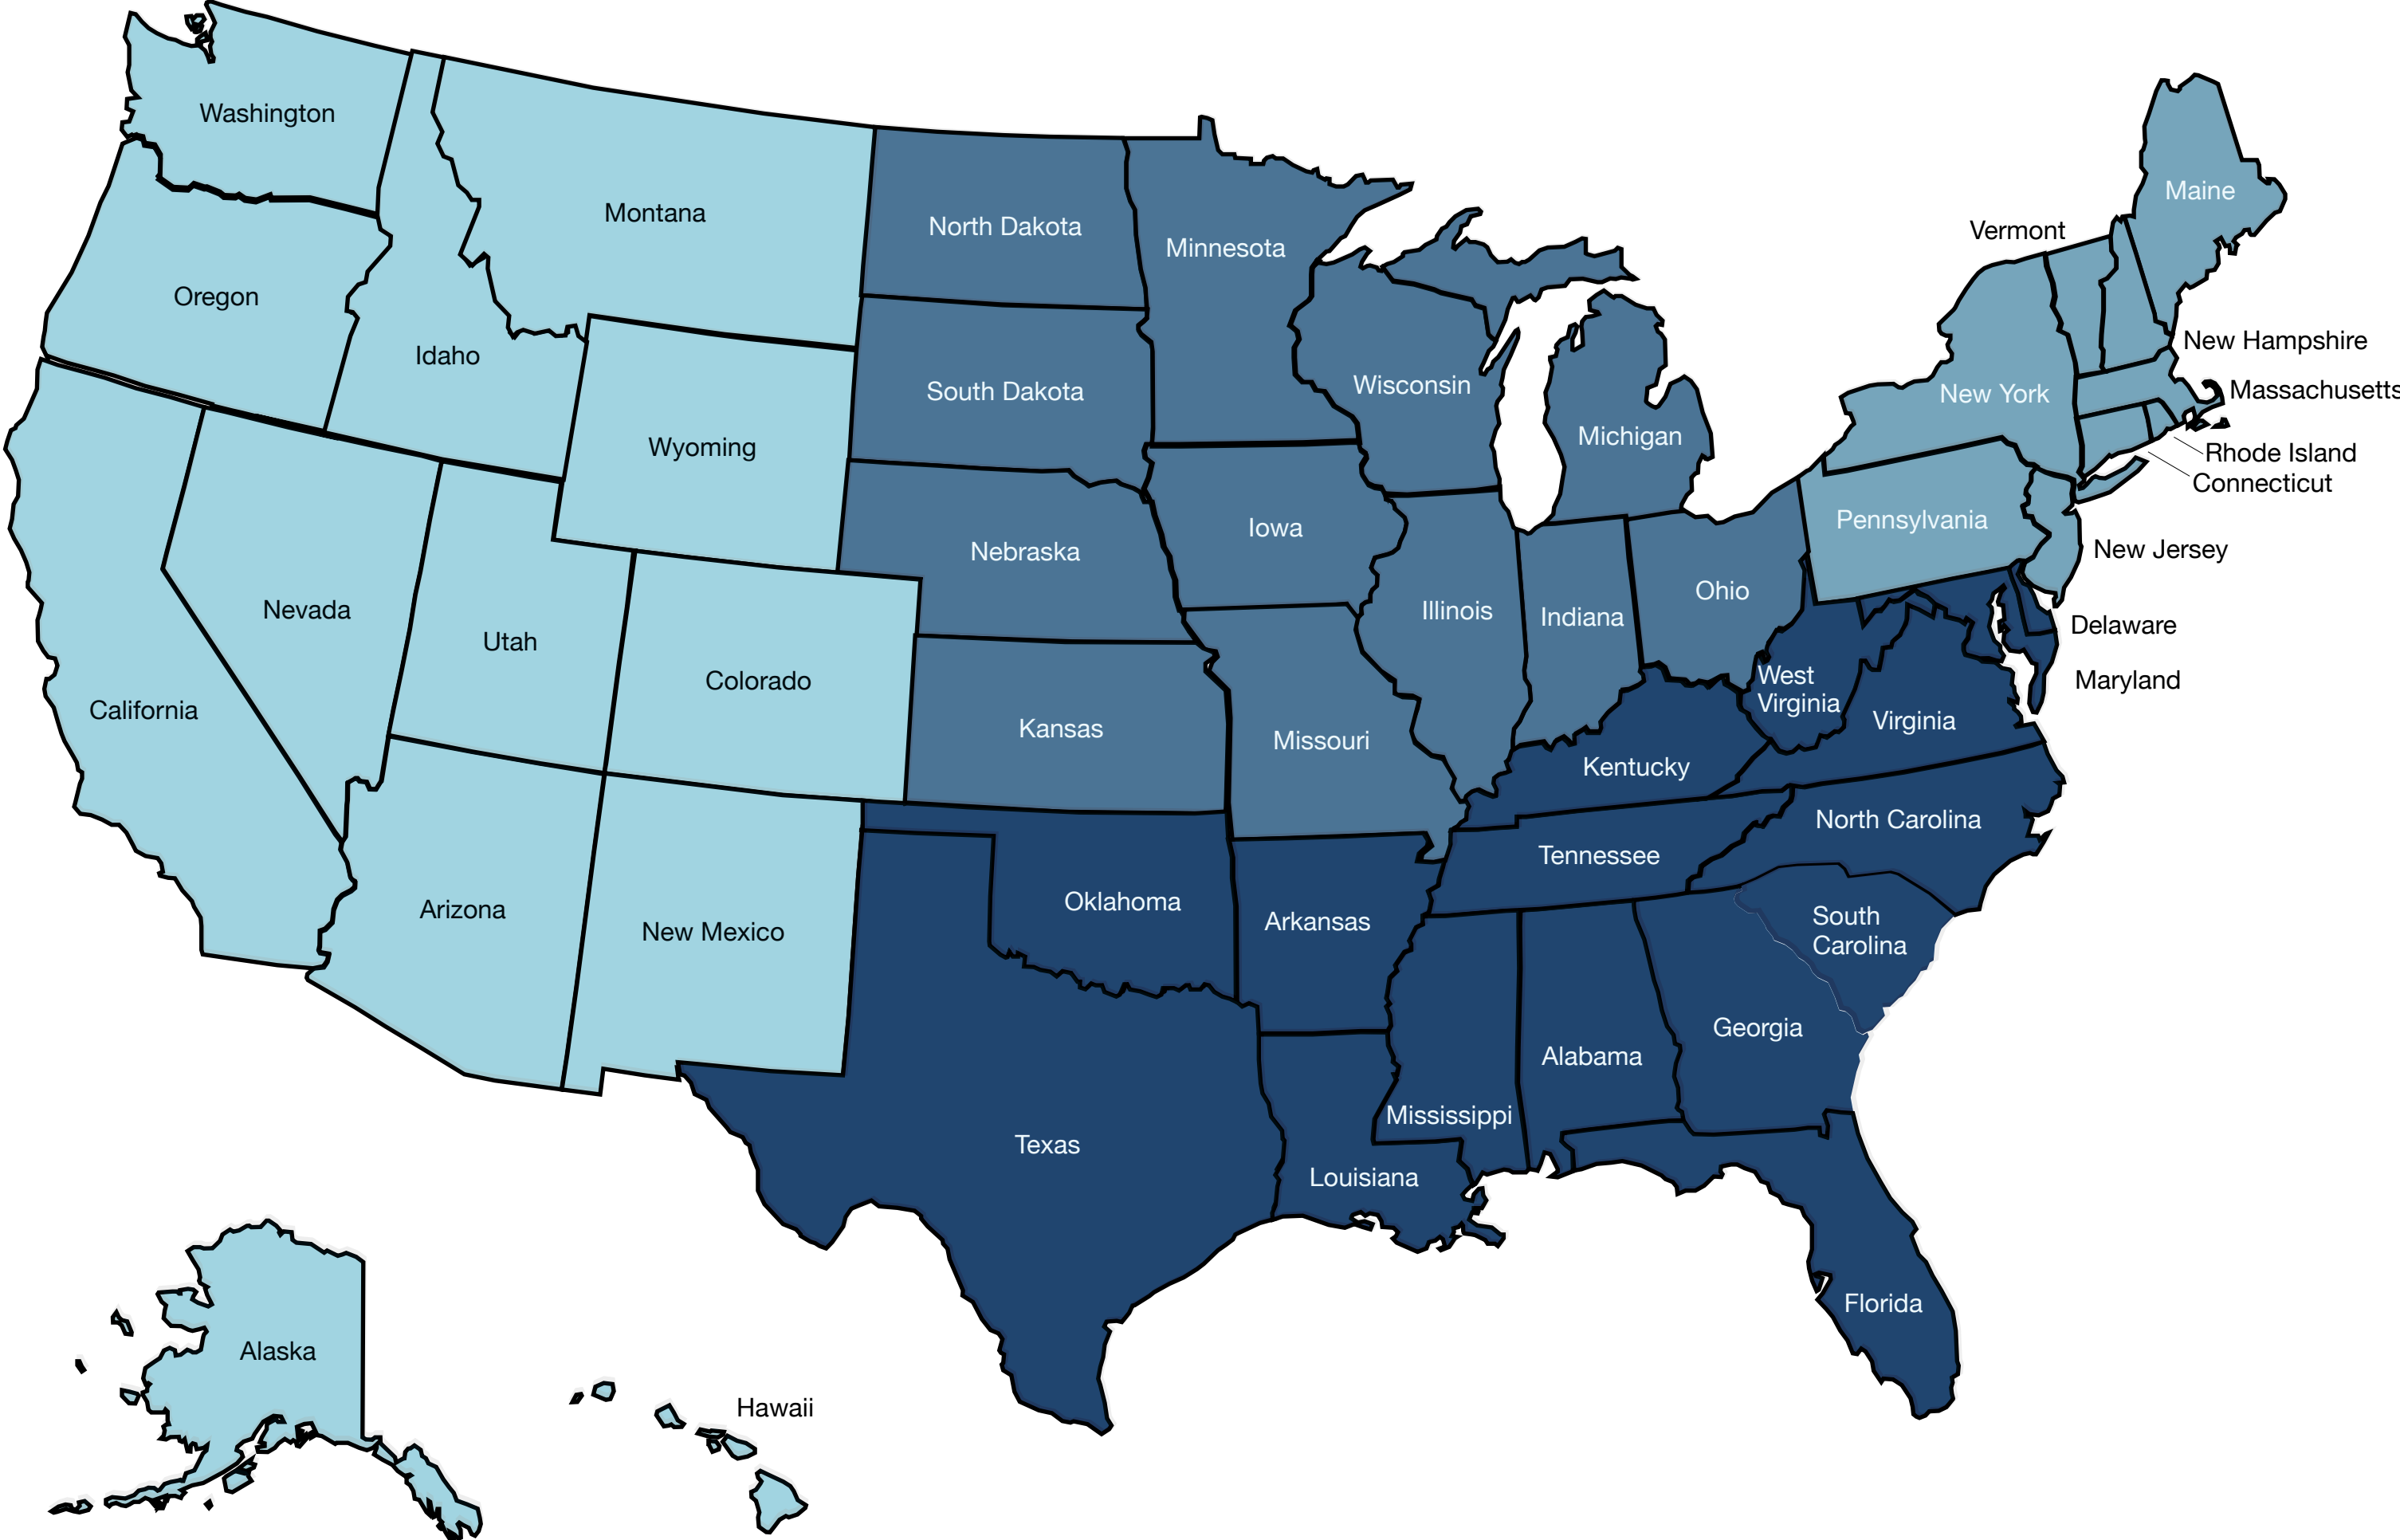 Washington
Montana
North Dakota
Minnesota
Maine
Vermont
Oregon
Idaho
New Hampshire
South Dakota
Wisconsin
New York
Massachusetts
Wyoming
Michigan
Rhode Island
Connecticut
Iowa
Pennsylvania
Nebraska
New Jersey
Nevada
Illinois
Indiana
Ohio
Delaware
Utah
Colorado
West
Virginia
Maryland
California
Kansas
Missouri
Virginia
Kentucky
North Carolina
Tennessee
Arizona
New Mexico
Oklahoma
Arkansas
South
Carolina
Georgia
Alabama
Mississippi
Texas
Louisiana
Florida
Alaska
Hawaii